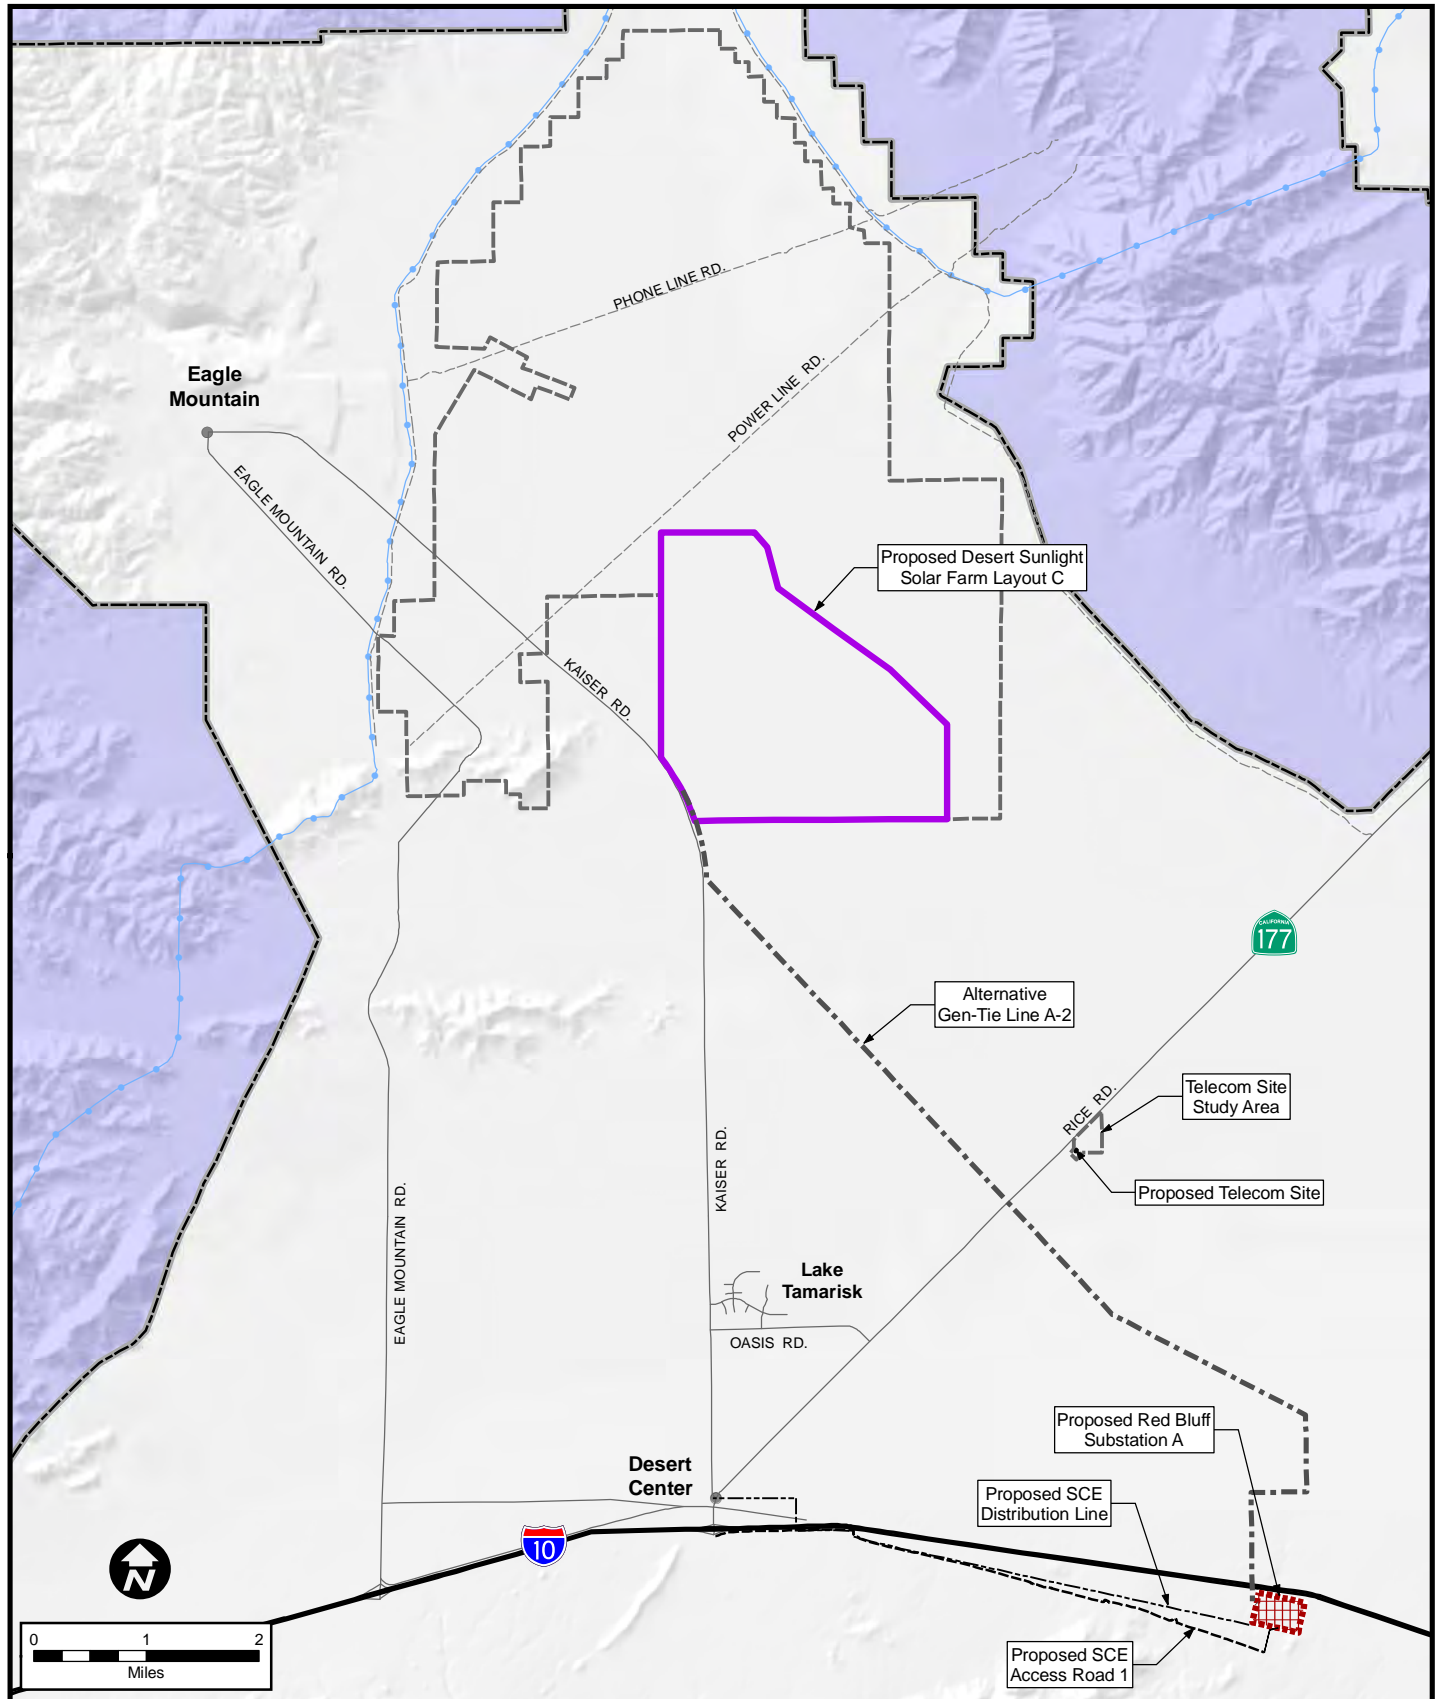 PHONE LINE RD.
Eagle
Mountain
POWER LINE RD.
EAGLE MOUNTAIN RD.
Proposed Desert Sunlight
Solar Farm Layout C
KAISER RD.
CALIFORNIA
177
Alternative
Gen-Tie Line A-2
Telecom Site
Study Area
RICE RD.
Proposed Telecom Site
KAISER RD.
EAGLE MOUNTAIN RD.
Lake
Tamarisk
OASIS RD.
Proposed Red Bluff
Substation A
Desert
Center
Proposed SCE
Distribution Line
10
N
0 1 2
Miles
Proposed SCE
Access Road 1